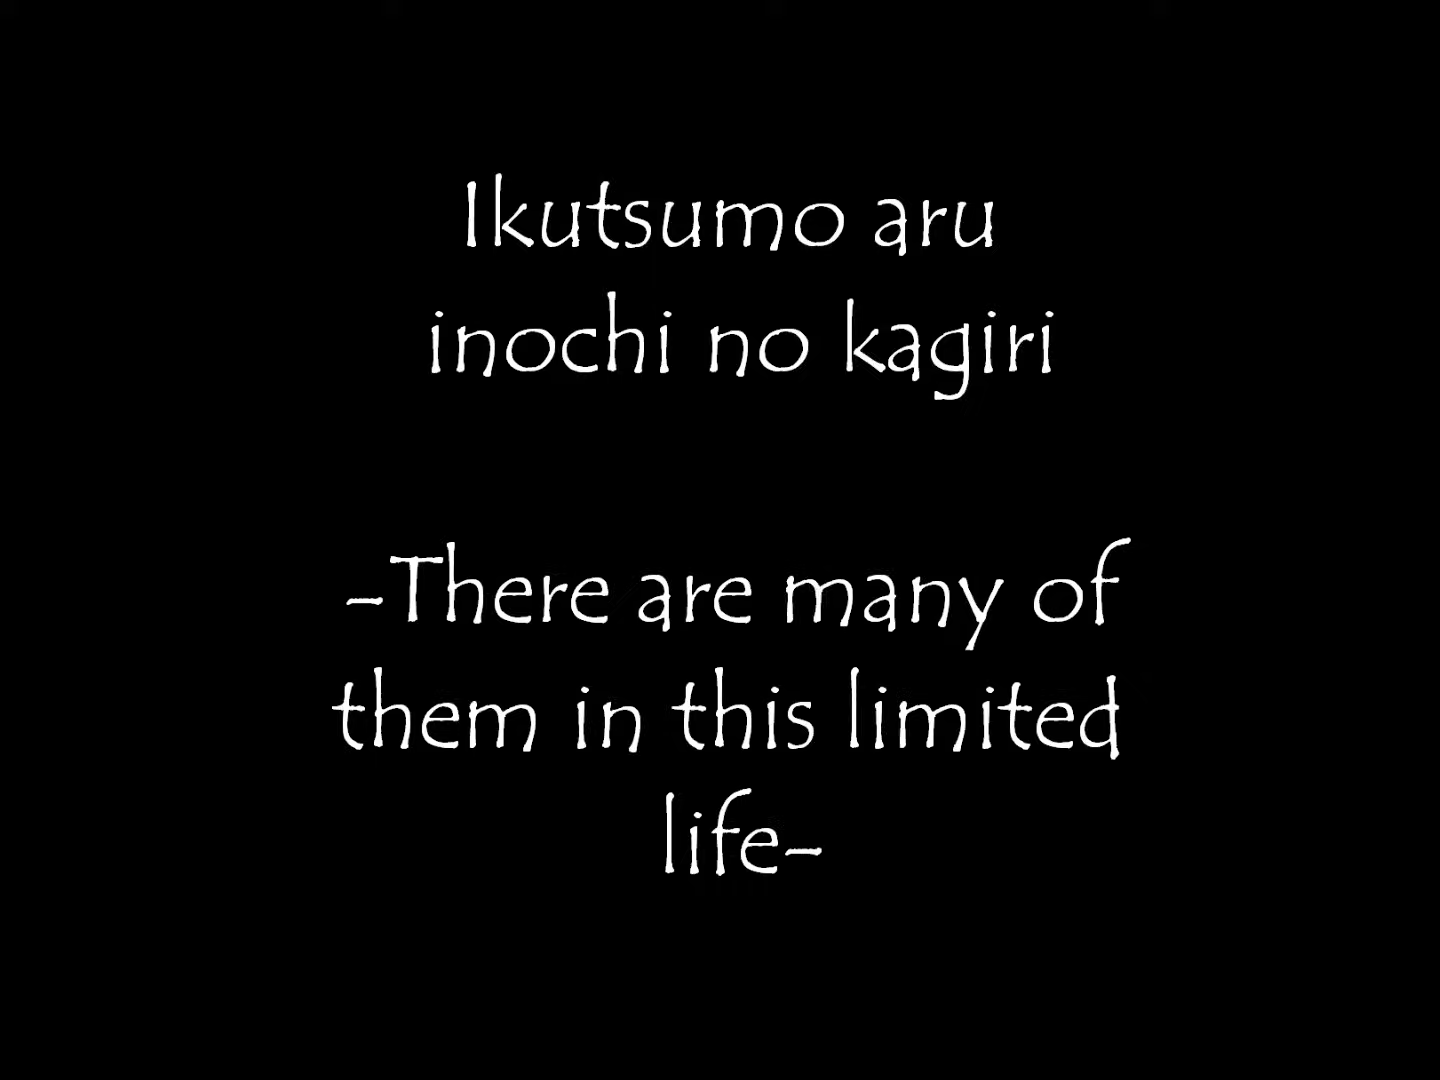 Ikutsumo aru
inochi no kagiri
-There are many of
them in this limited
life-